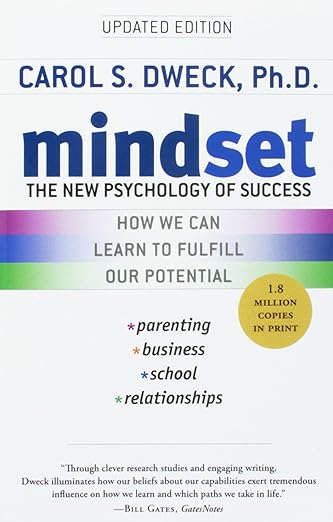 UPDATED EDITION
CAROL S. DWECK, Ph.D.
mindset
THE NEW PSYCHOLOGY OF SUCCESS
HOW WE CAN
LEARN TO FULFILL
OUR POTENTIAL
1.8
MILLION
COPIES
IN PRINT
*parenting
*business
*school
*relationships
"Through clever research studies and engaging writing,
Dweck illuminates how our beliefs about our capabilities exert tremendous
influence on how we learn and which paths we take in life."
—BILL GATES, GatesNotes